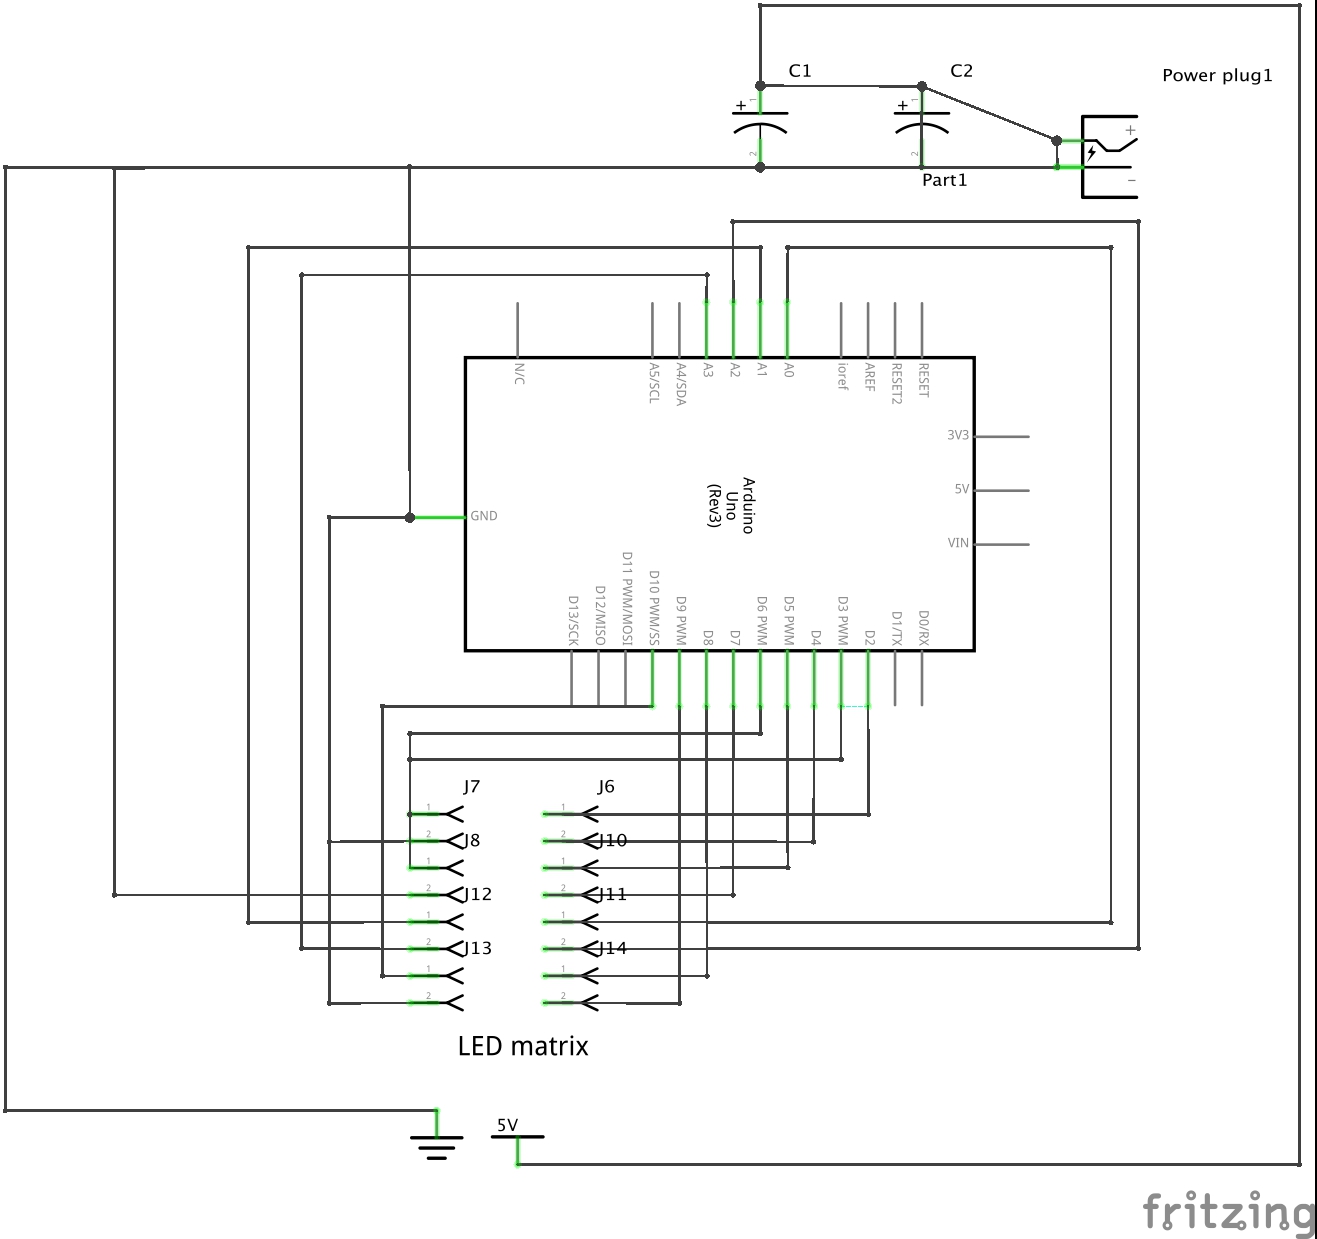 C1
C2
Power plug1
+
1
+
1
+
2
2
−
Part1
N/C
A5/SCL
A4/SDA
A3
A2
A1
A0
ioref
AREF
RESET2
RESET
3V3
5V
VIN
GND
Arduino
Uno
(Rev3)
D13/SCK
D12/MISO
D11 PWM/MOSI
D10 PWM/SS
D9 PWM
D8
D7
D6 PWM
D5 PWM
D4
D3 PWM
D2
D1/TX
D0/RX
J7
J6
1
1
2
J8
2
J10
1
1
2
J12
2
J11
1
1
2
J13
2
J14
1
1
2
2
LED matrix
5V
fritzing